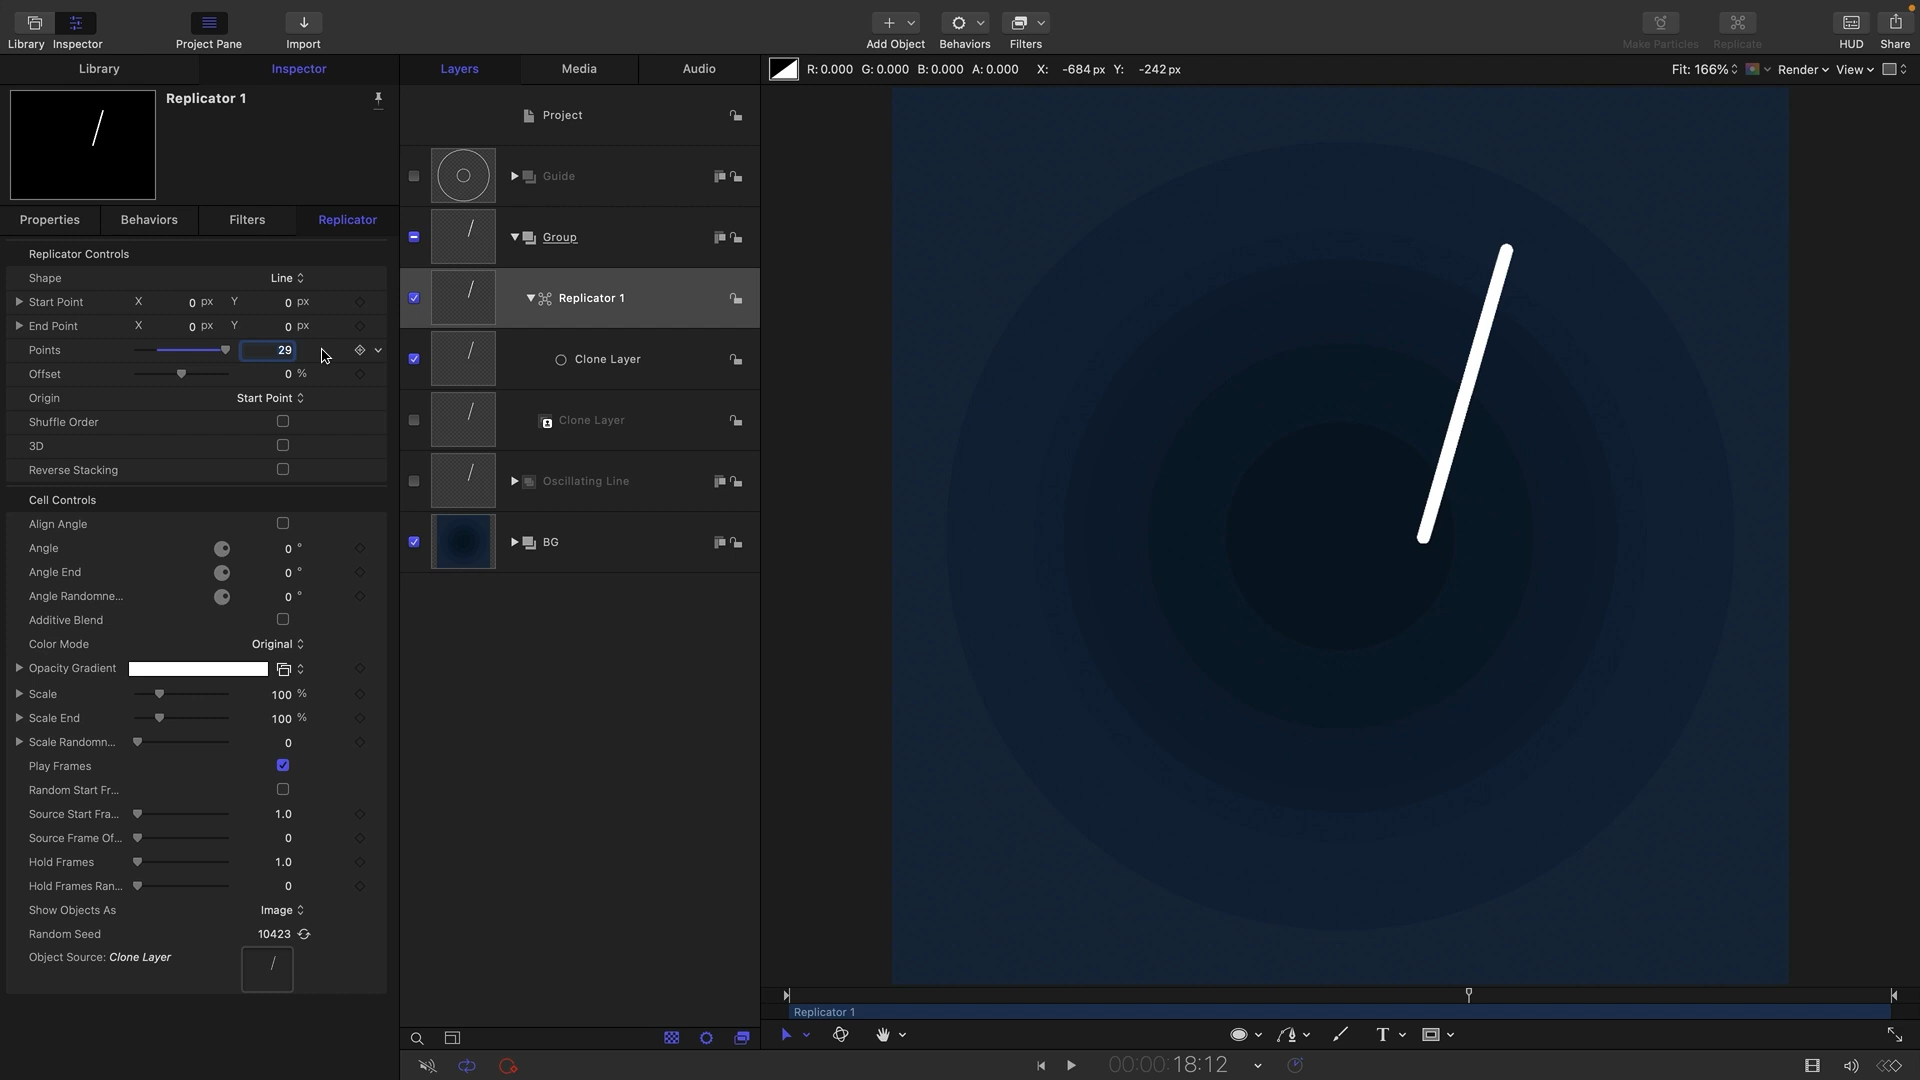 Library Inspector Project Pane Import Add Object Behaviors Filters Make Particles Replicate HUD Share
Library Inspector Layers Media Audio R: 0.000 G: 0.000 B: 0.000 A: 0.000 X: -684 px Y: -242 px Fit: 166% Render View
Replicator 1
Project
Guide
Group
Replicator 1
Clone Layer
Clone Layer
Oscillating Line
BG
Properties Behaviors Filters Replicator
Replicator Controls
Shape Line
Start Point X 0 px Y 0 px
End Point X 0 px Y 0 px
Points 29
Offset 0 %
Origin Start Point
Shuffle Order
3D
Reverse Stacking
Cell Controls
Align Angle
Angle 0 °
Angle End 0 °
Angle Randomne... 0 °
Additive Blend
Color Mode Original
Opacity Gradient
Scale 100 %
Scale End 100 %
Scale Randomn... 0
Play Frames
Random Start Fr...
Source Start Fra... 1.0
Source Frame Of... 0
Hold Frames 1.0
Hold Frames Ran... 0
Show Objects As Image
Random Seed 10423
Object Source: Clone Layer
Replicator 1
T
00:00:18:12